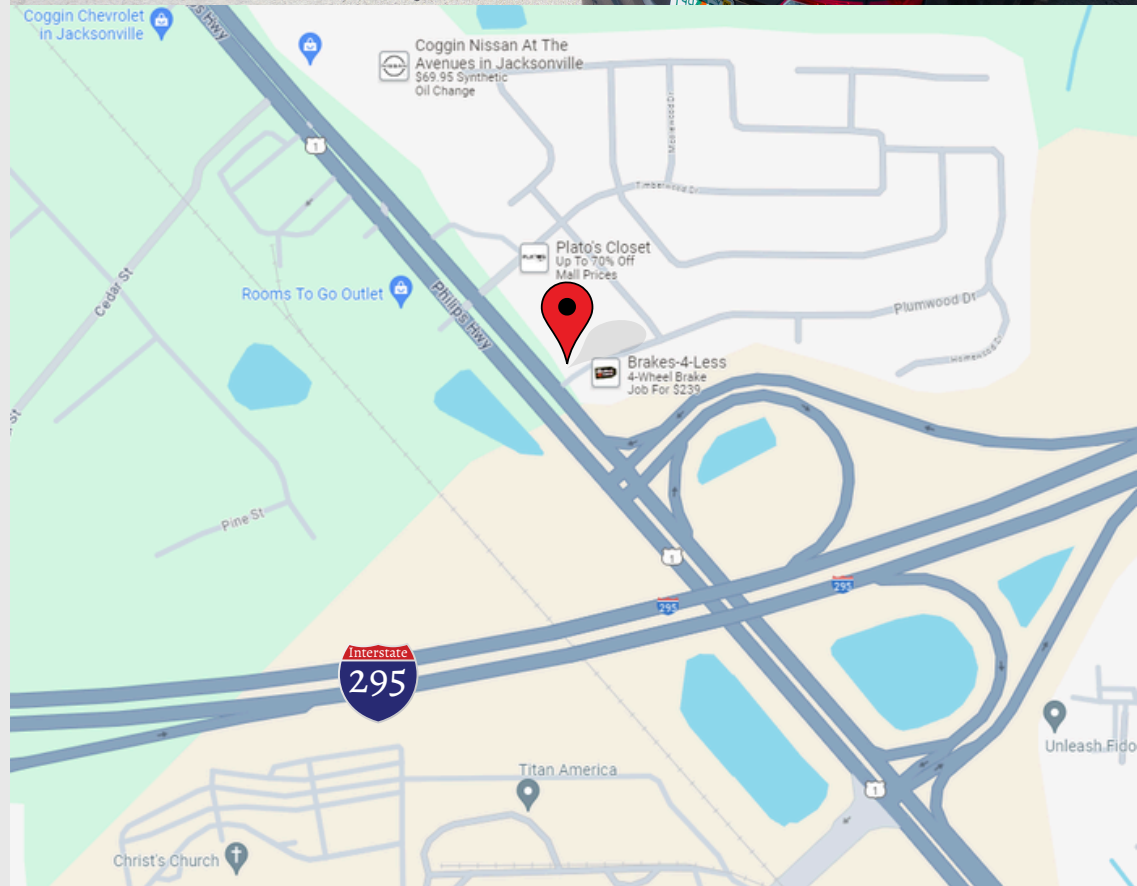 Coggin Chevrolet
in Jacksonville
Coggin Nissan At The
Avenues in Jacksonville
$69.95 Synthetic
Oil Change
1
Timberwood Dr
Cedar St
Plato's Closet
Up To 70% Off
Mall Prices
Rooms To Go Outlet
Philips Hwy
Plumwood Dr
Brakes-4-Less
4-Wheel Brake
Job For $239
Pine St
1
295
295
Interstate
295
Titan America
Unleash Fido
1
Christ's Church